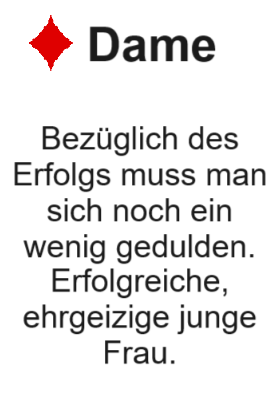 Dame
Bezüglich des
Erfolgs muss man
sich noch ein
wenig gedulden.
Erfolgreiche,
ehrgeizige junge
Frau.